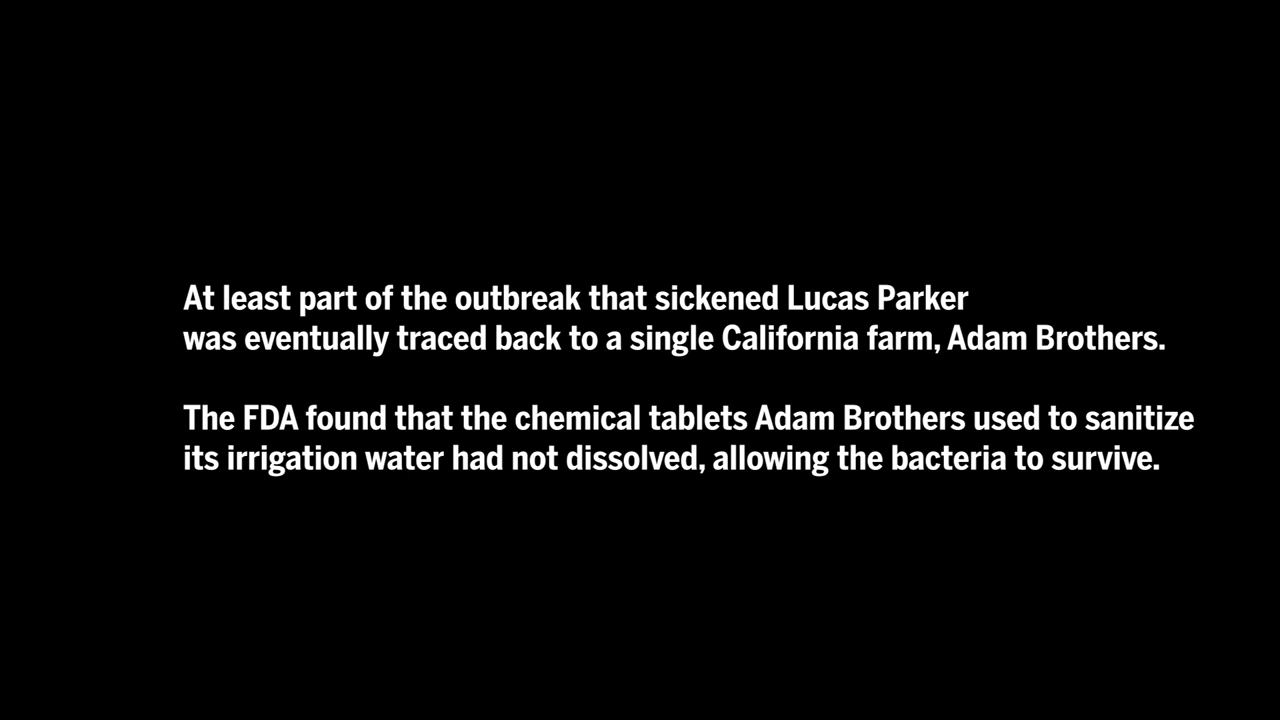 At least part of the outbreak that sickened Lucas Parker
was eventually traced back to a single California farm, Adam Brothers.
The FDA found that the chemical tablets Adam Brothers used to sanitize
its irrigation water had not dissolved, allowing the bacteria to survive.